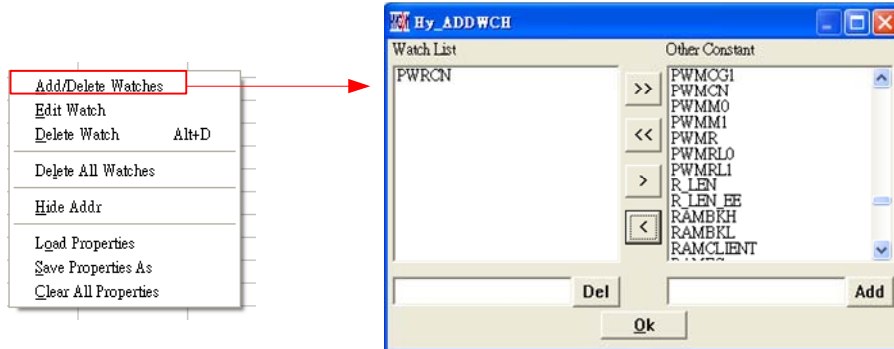 Add/Delete Watches
Edit Watch
Delete Watch Alt+D
Delete All Watches
Hide Addr
Load Properties
Save Properties As
Clear All Properties
Hy_ADDWCH
Watch List
Other Constant
PWRCN
>>
<<
>
<
PWMCG1
PWMCN
PWMM0
PWMM1
PWMR
PWMRL0
PWMRL1
R_LEN
R_LEN_EE
RAMBKH
RAMBKL
RAMCLIENT
Del
Add
Ok